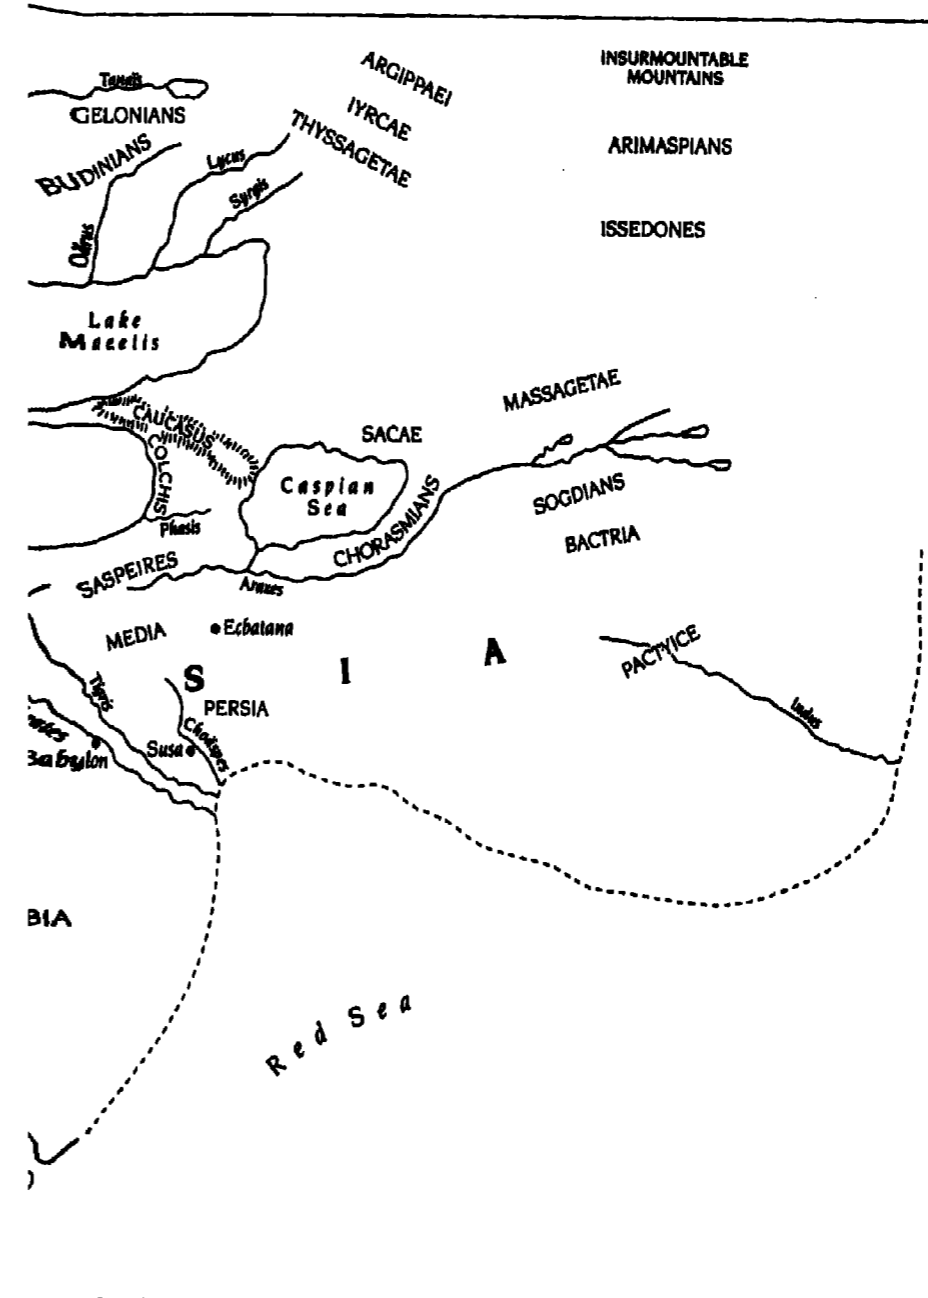 INSURMOUNTABLE
MOUNTAINS
ARGIPPAEI
IYRCAE
THYSSAGETAE
Tanais
GELONIANS
BUDINIANS
Lycus
Syrgis
Oarus
ARIMASPIANS
ISSEDONES
Lake
Maeetis
CAUCASUS
COLCHIS
Phasis
MASSAGETAE
SACAE
Caspian
Sea
CHORASMIANS
SOGDIANS
BACTRIA
SASPEIRES
Araxes
MEDIA
Ecbatana
S I A
PACTYICE
Indus
Tigris
PERSIA
Choaspes
Susa
Babylon
BIA
Red Sea